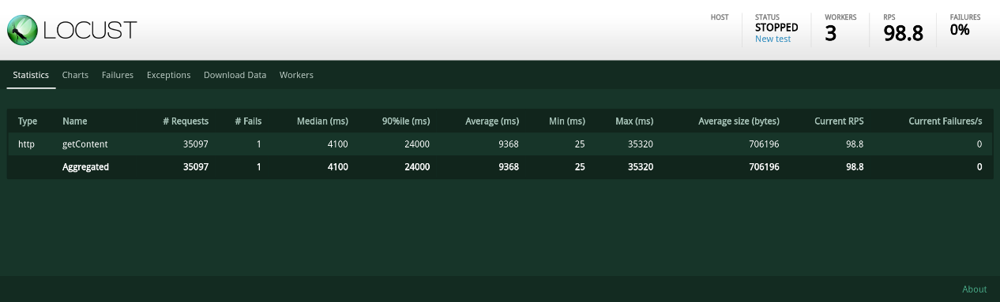 LOCUST
HOST
STATUS
STOPPED
New test
WORKERS
3
RPS
98.8
FAILURES
0%
Statistics Charts Failures Exceptions Download Data Workers
Type Name # Requests # Fails Median (ms) 90%ile (ms) Average (ms) Min (ms) Max (ms) Average size (bytes) Current RPS Current Failures/s
http getContent 35097 1 4100 24000 9368 25 35320 706196 98.8 0
Aggregated 35097 1 4100 24000 9368 25 35320 706196 98.8 0
About